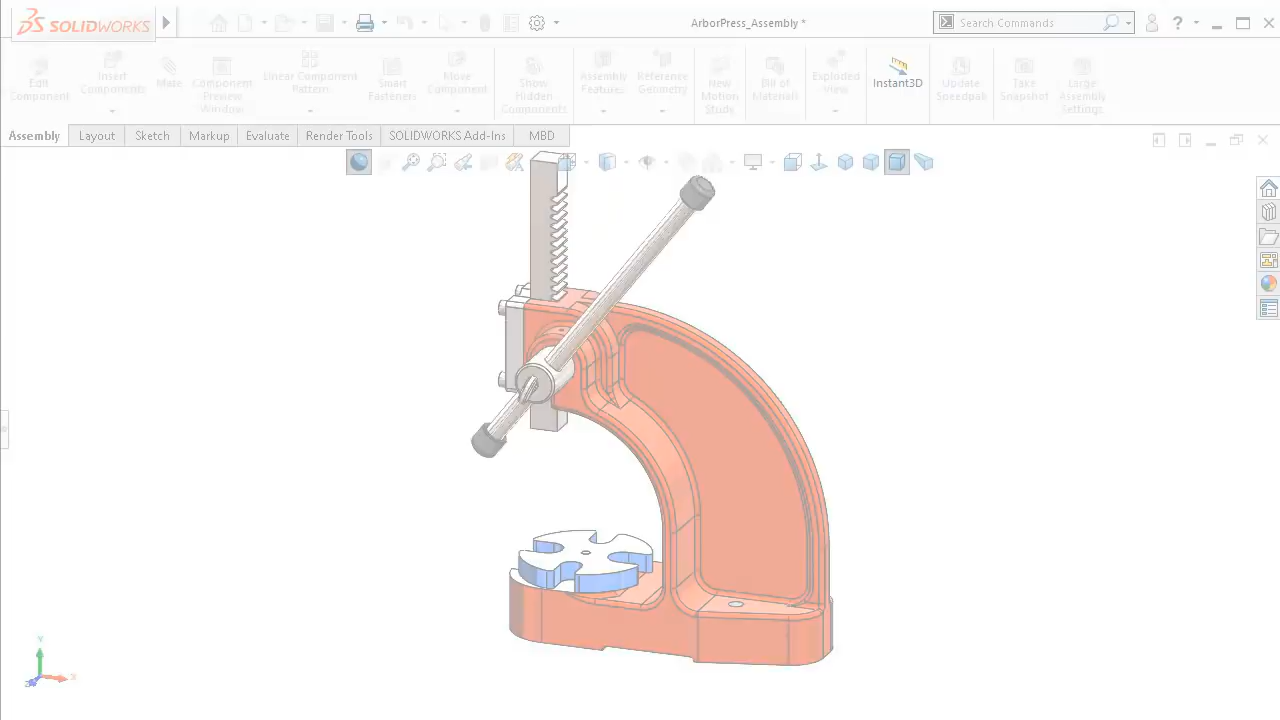 SOLIDWORKS
ArborPress_Assembly *
Search Commands
?
Edit
Component
Insert
Components
Mate
Component
Preview
Window
Linear Component
Pattern
Smart
Fasteners
Move
Component
Show
Hidden
Components
Assembly
Features
Reference
Geometry
New
Motion
Study
Bill of
Materials
Exploded
View
Instant3D
Update
Speedpak
Take
Snapshot
Large
Assembly
Settings
Assembly
Layout
Sketch
Markup
Evaluate
Render Tools
SOLIDWORKS Add-Ins
MBD
Y
X